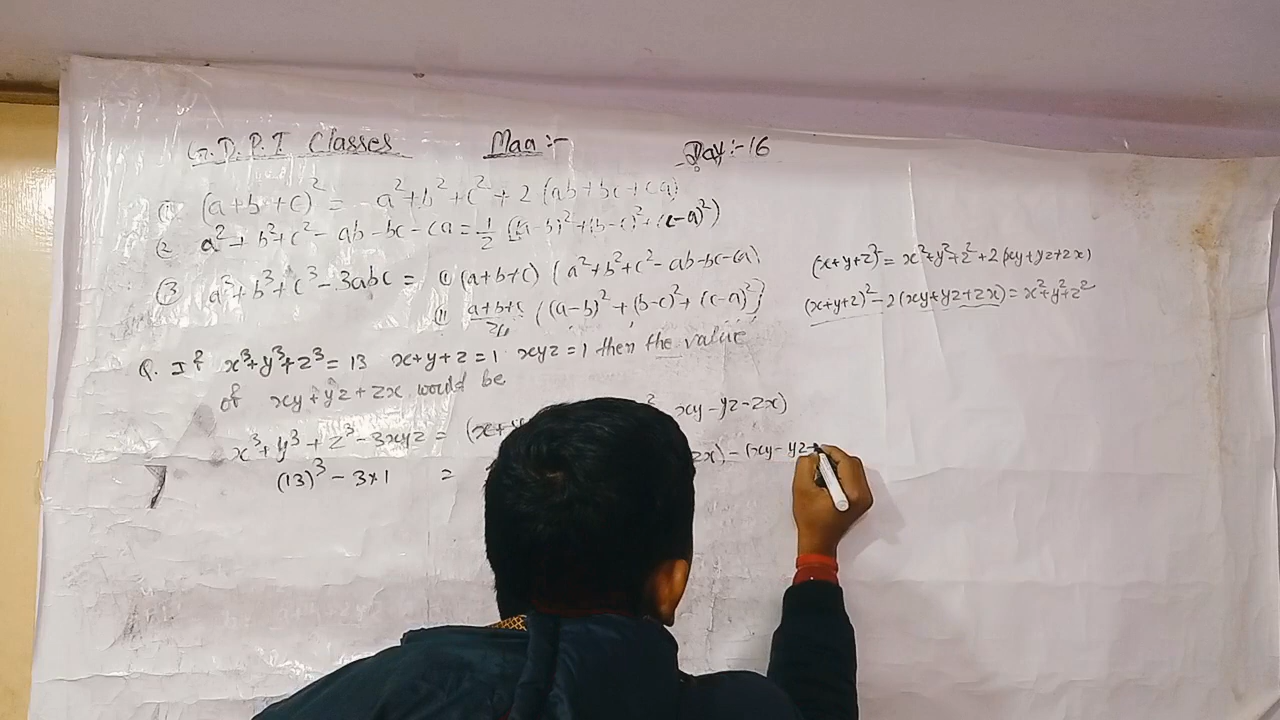 G.D.P.I Classes Maa:- Day:-16
① (a+b+c)² = a²+b²+c²+2(ab+bc+ca)
② a²+b²+c²-ab-bc-ca = 1/2 [(a-b)²+(b-c)²+(c-a)²)
③ a³+b³+c³-3abc = (i) (a+b+c) (a²+b²+c²-ab-bc-ca)
(ii) a+b+c/2 ((a-b)²+(b-c)²+(c-a)²]
(x+y+z)² = x²+y²+z²+2(xy+yz+zx)
(x+y+z)²-2(xy+yz+zx) = x²+y²+z²
Q. If x³+y³+z³=13 x+y+z=1 xyz=1 then the value
of xy+yz+zx would be
x³+y³+z³-3xyz = (x+y xy-yz-zx)
(13)³-3×1 = zx)-(xy-yz-